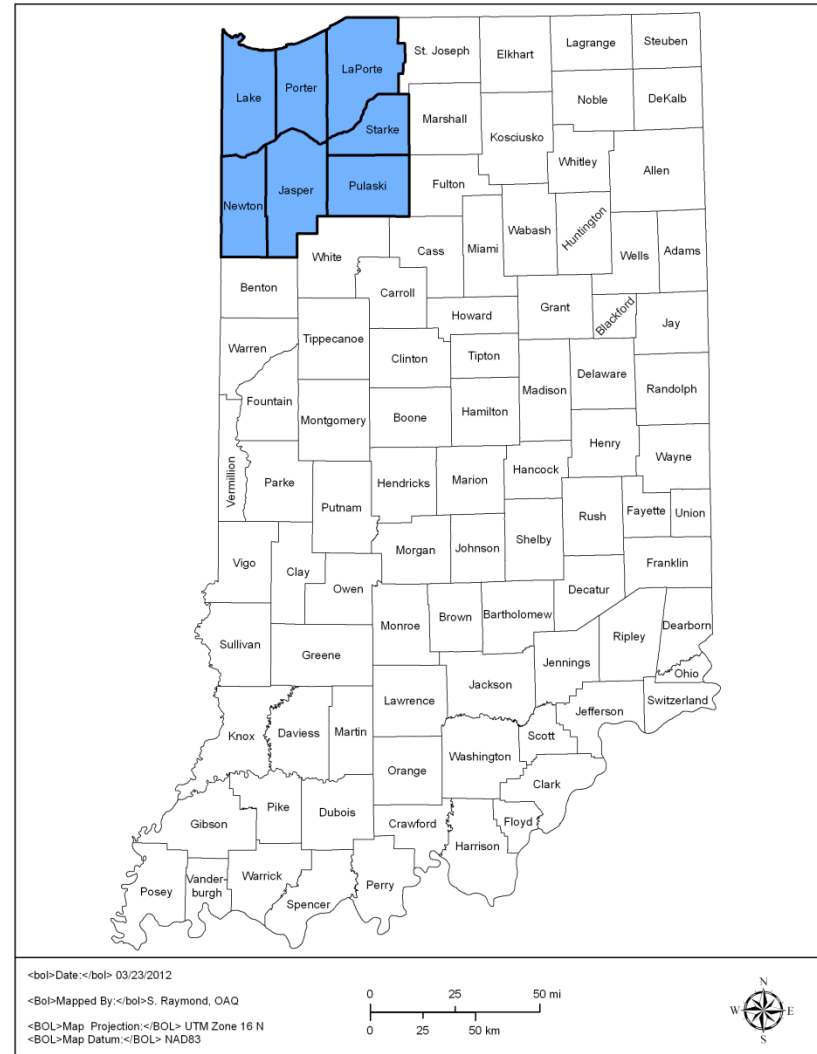 St. Joseph
Elkhart
Lagrange
Steuben
LaPorte
Lake
Porter
Noble
DeKalb
Marshall
Kosciusko
Starke
Whitley
Allen
Fulton
Pulaski
Jasper
Newton
Huntington
Wabash
Miami
Cass
White
Wells
Adams
Benton
Carroll
Grant
Howard
Blackford
Jay
Warren
Tippecanoe
Clinton
Tipton
Delaware
Madison
Randolph
Fountain
Montgomery
Boone
Hamilton
Henry
Wayne
Vermillion
Parke
Putnam
Hendricks
Marion
Hancock
Rush
Fayette
Union
Shelby
Morgan
Johnson
Vigo
Clay
Owen
Franklin
Decatur
Monroe
Brown
Bartholomew
Dearborn
Ripley
Sullivan
Greene
Jennings
Ohio
Jackson
Lawrence
Switzerland
Jefferson
Knox
Daviess
Martin
Scott
Washington
Orange
Clark
Pike
Dubois
Gibson
Crawford
Floyd
Harrison
Posey
Vander-
burgh
Warrick
Spencer
Perry
<bol>Date:</bol> 03/23/2012
<Bol>Mapped By:</bol>S. Raymond, OAQ
<BOL>Map Projection:</BOL> UTM Zone 16 N
<BOL>Map Datum:</BOL> NAD83
0 25 50 mi
0 25 50 km
N
W E
S